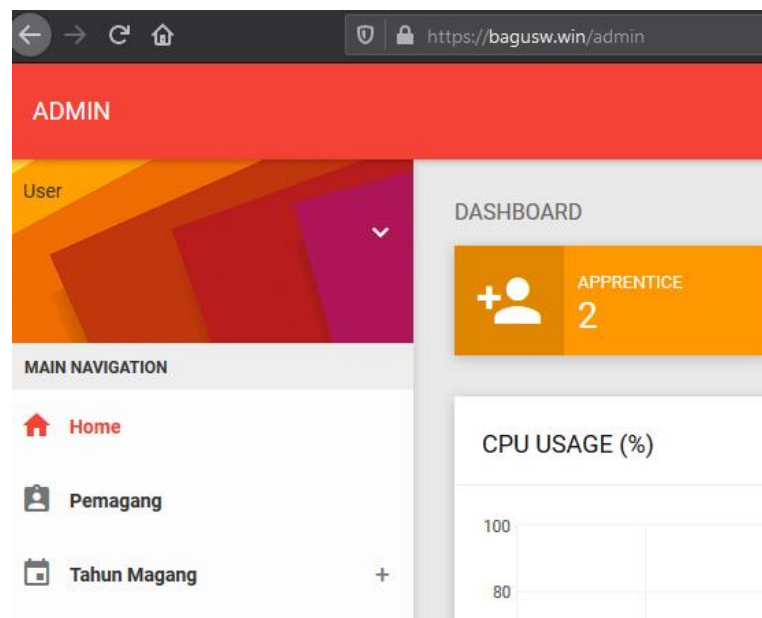 https://bagusw.win/admin
ADMIN
User
MAIN NAVIGATION
Home
Pemagang
Tahun Magang +
DASHBOARD
APPRENTICE
2
CPU USAGE (%)
100
80